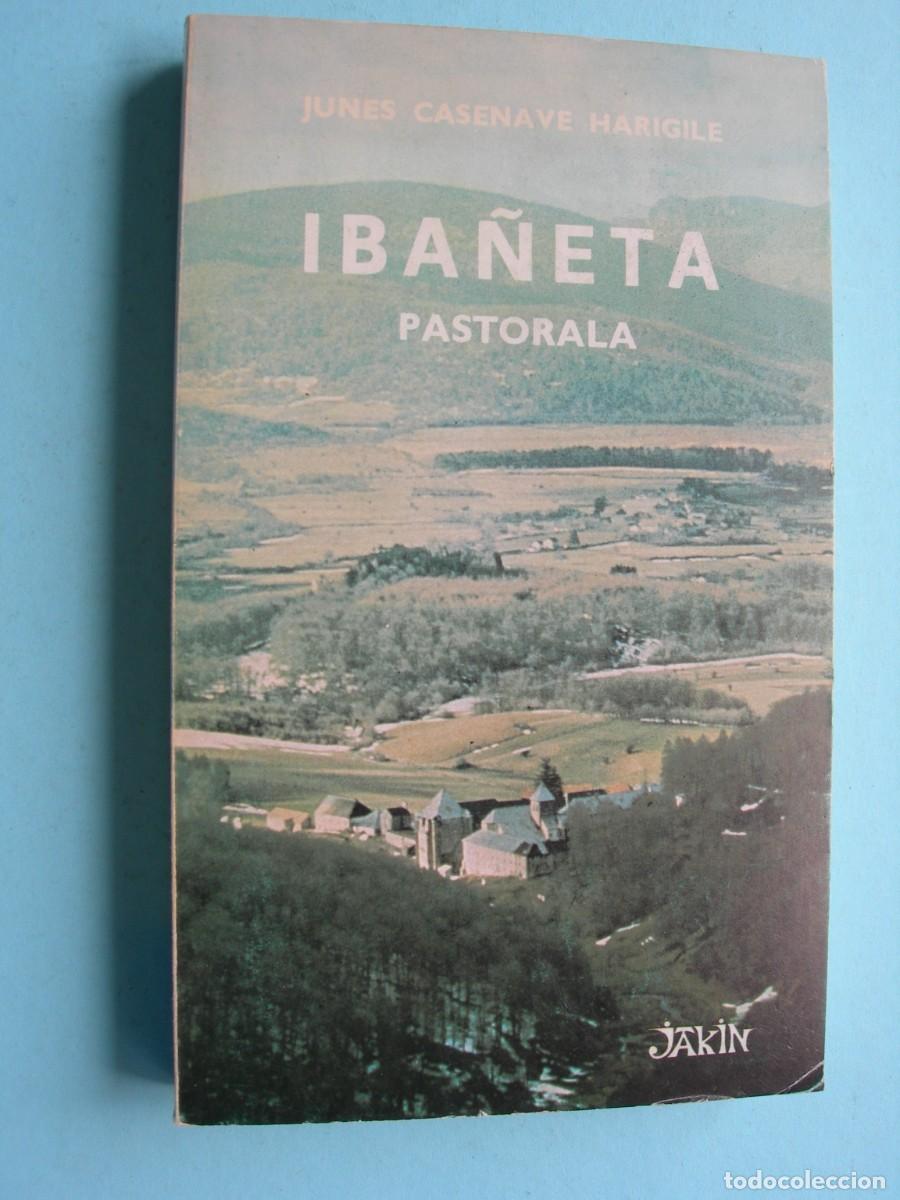 JUNES CASENAVE HARIGILE
IBAÑETA
PASTORALA
JAKIN
todocoleccion